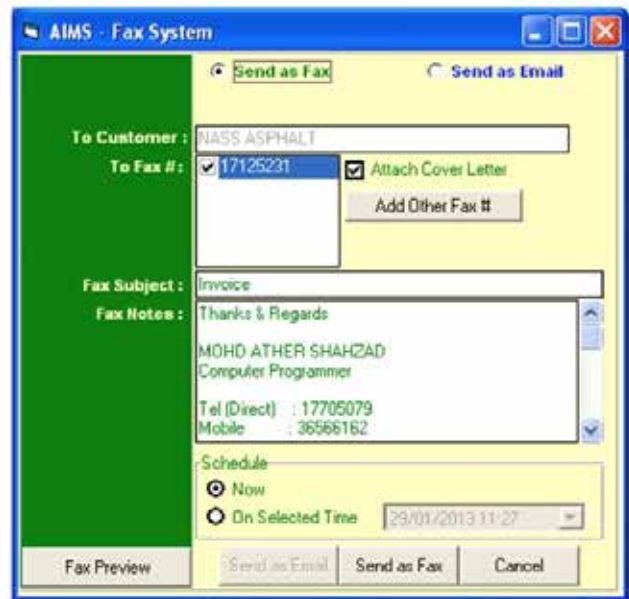 AIMS - Fax System
Send as Fax Send as Email
To Customer : NASS ASPHALT
To Fax # : 17125231 Attach Cover Letter
Add Other Fax #
Fax Subject : Invoice
Fax Notes : Thanks & Regards
MOHD ATHER SHAHZAD
Computer Programmer
Tel (Direct) : 17705079
Mobile : 36566162
Schedule
Now
On Selected Time 29/01/2013 11:27
Fax Preview Send as Email Send as Fax Cancel